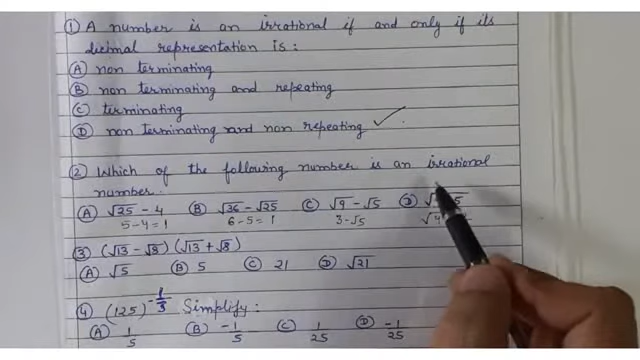 ① A number is an irrational if and only if its
decimal representation is :
Ⓐ non terminating
Ⓑ non terminating and repeating
Ⓒ terminating
Ⓓ non terminating and non repeating ✓
② Which of the following number is an irrational
number.
Ⓐ √25 - 4 Ⓑ √36 - √25 Ⓒ √9 - √5 Ⓓ
5-4=1 6-5=1 3-√5
③ (√13 - √8) (√13 + √8)
Ⓐ √5 Ⓑ 5 Ⓒ 21 Ⓓ √21
④ (125)^-1/3 Simplify :
Ⓐ 1/5 Ⓑ -1/5 Ⓒ 1/25 Ⓓ -1/25